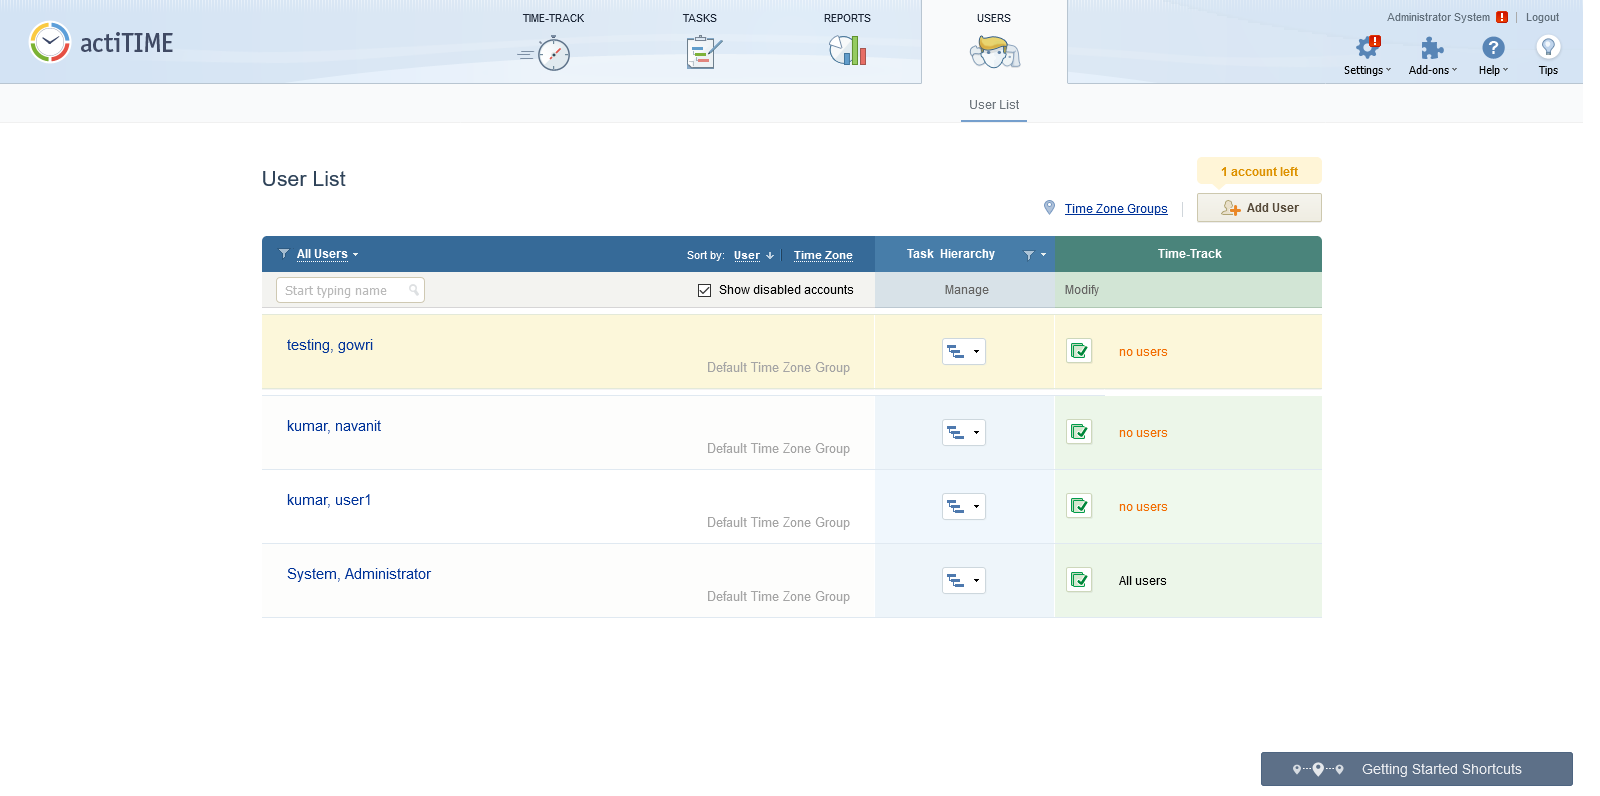 actiTIME
TIME-TRACK
TASKS
REPORTS
USERS
Administrator System
Logout
Settings
Add-ons
Help
Tips
User List
User List
1 account left
Time Zone Groups
Add User
All Users
Sort by: User Time Zone
Task Hierarchy
Time-Track
Start typing name
Show disabled accounts
Manage
Modify
testing, gowri
Default Time Zone Group
no users
kumar, navanit
Default Time Zone Group
no users
kumar, user1
Default Time Zone Group
no users
System, Administrator
Default Time Zone Group
All users
Getting Started Shortcuts